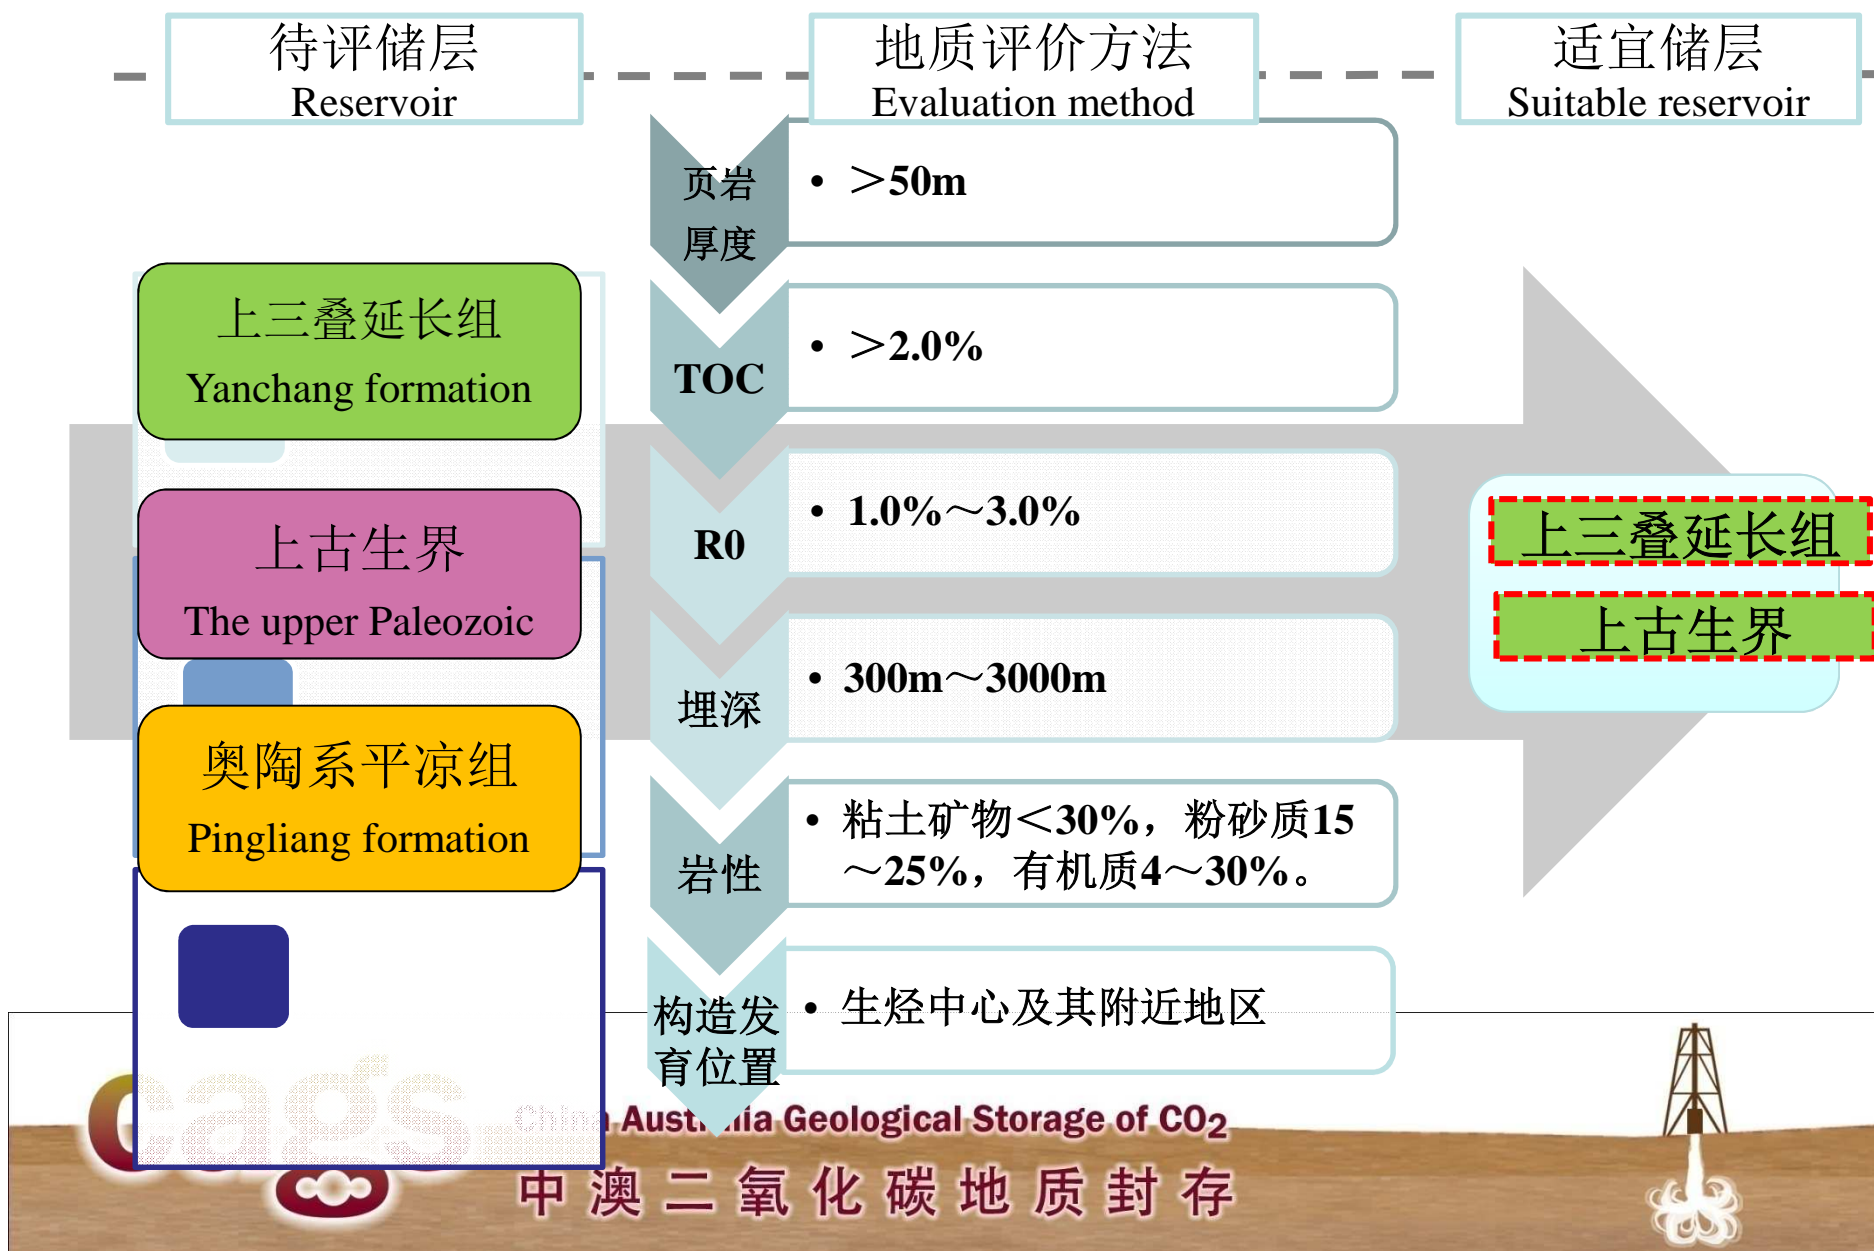 待评储层
Reservoir
地质评价方法
Evaluation method
适宜储层
Suitable reservoir
上三叠延长组
Yanchang formation
上古生界
The upper Paleozoic
奥陶系平凉组
Pingliang formation
页岩
厚度
• ＞50m
TOC
• ＞2.0%
R0
• 1.0%～3.0%
埋深
• 300m～3000m
岩性
• 粘土矿物＜30%，粉砂质15
～25%，有机质4～30%。
构造发
育位置
• 生烃中心及其附近地区
上三叠延长组
上古生界
cags
China Australia Geological Storage of CO2
中澳二氧化碳地质封存